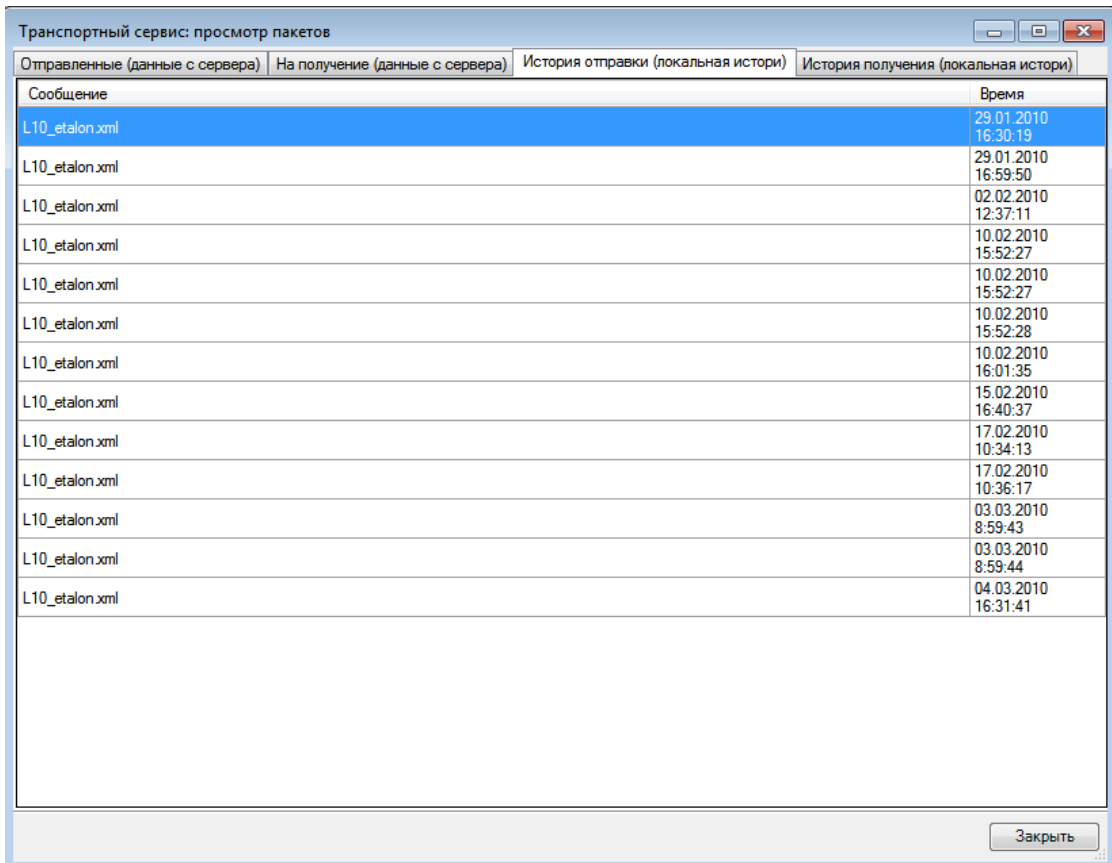 Транспортный сервис: просмотр пакетов
Отправленные (данные с сервера) На получение (данные с сервера) История отправки (локальная истори) История получения (локальная истори)
Сообщение Время
L10_etalon.xml 29.01.2010
16:30:19
L10_etalon.xml 29.01.2010
16:59:50
L10_etalon.xml 02.02.2010
12:37:11
L10_etalon.xml 10.02.2010
15:52:27
L10_etalon.xml 10.02.2010
15:52:27
L10_etalon.xml 10.02.2010
15:52:28
L10_etalon.xml 10.02.2010
16:01:35
L10_etalon.xml 15.02.2010
16:40:37
L10_etalon.xml 17.02.2010
10:34:13
L10_etalon.xml 17.02.2010
10:36:17
L10_etalon.xml 03.03.2010
8:59:43
L10_etalon.xml 03.03.2010
8:59:44
L10_etalon.xml 04.03.2010
16:31:41
Закрыть